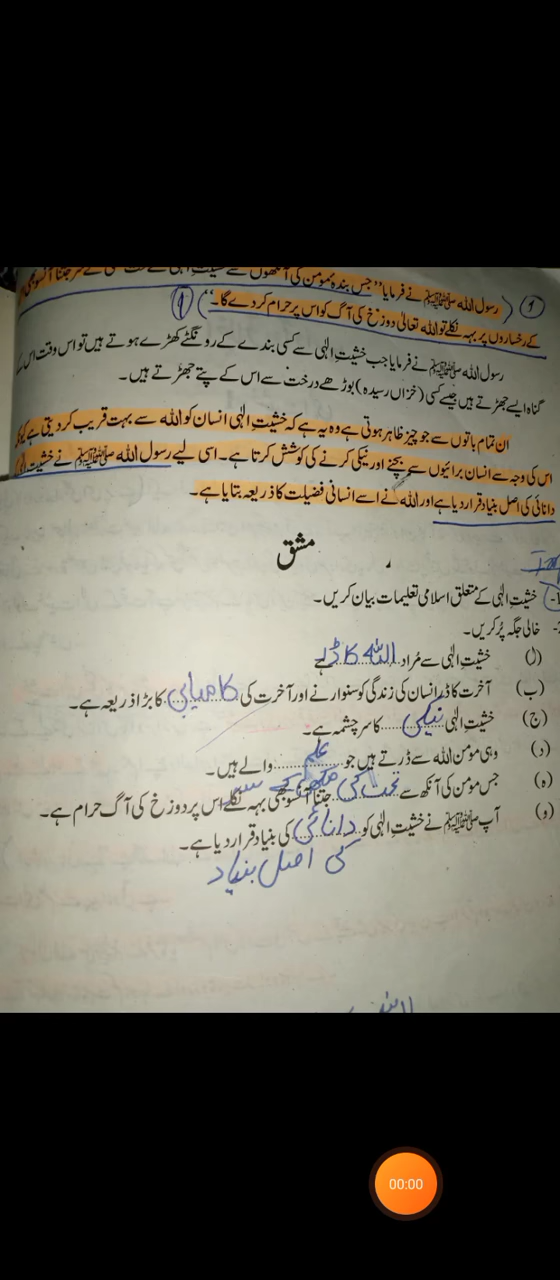 رسول اللہ ﷺ نے فرمایا "جس بندہ مومن کی آنکھوں سے خشیتِ الٰہی
کے رخساروں پر بہہ نکلے تو اللہ تعالیٰ دوزخ کی آگ کو اس پر حرام کر دے گا۔"
رسول اللہ ﷺ نے فرمایا جب خشیتِ الٰہی سے کسی بندے کے رونگٹے کھڑے ہوتے ہیں تو اس وقت اس کے
گناہ ایسے جھڑتے ہیں جیسے کسی (خزاں رسیدہ) بوڑھے درخت سے اس کے پتے جھڑتے ہیں۔
ان تمام باتوں سے جو چیز ظاہر ہوتی ہے وہ یہ ہے کہ خشیتِ الٰہی انسان کو اللہ سے بہت قریب کر دیتی ہے کیونکہ
اس کی وجہ سے انسان برائیوں سے بچنے اور نیکی کرنے کی کوشش کرتا ہے۔ اسی لیے رسول اللہ ﷺ نے خشیتِ الٰہی
دانائی کی اصل بنیاد قرار دیا ہے اور اللہ نے اسے انسانی فضیلت کا ذریعہ بتایا ہے۔
مشق
1- خشیتِ الٰہی کے متعلق اسلامی تعلیمات بیان کریں۔
خالی جگہ پُر کریں۔
(ا) خشیتِ الٰہی سے مُراد اللہ کا ڈر ہے
(ب) آخرت کا ڈر انسان کی زندگی کو سنوارنے اور آخرت کی کامیابی کا بڑا ذریعہ ہے۔
(ج) خشیتِ الٰہی نیکی کا سرچشمہ ہے۔
(د) وہی مومن اللہ سے ڈرتے ہیں جو علم والے ہیں۔
(ہ) جس مومن کی آنکھ سے جتنا آنسو بھی بہہ نکلے اس پر دوزخ کی آگ حرام ہے۔
(و) آپ ﷺ نے خشیتِ الٰہی کو دانائی کی بنیاد قرار دیا ہے۔
کی اصل بنیاد
00:00